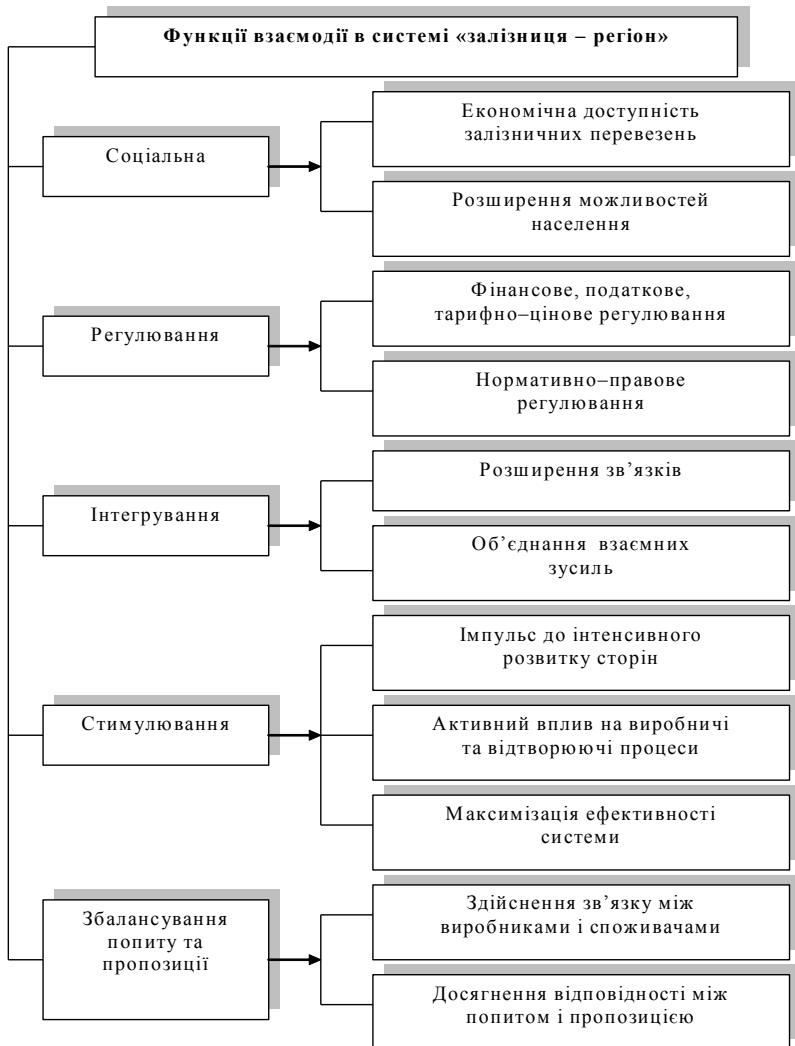 Функції взаємодії в системі «залізниця – регіон»
Соціальна
Економічна доступність
залізничних перевезень
Розширення можливостей
населення
Регулювання
Фінансове, податкове,
тарифно–цінове регулювання
Нормативно–правове
регулювання
Інтегрування
Розширення зв’язків
Об’єднання взаємних
зусиль
Стимулювання
Імпульс до інтенсивного
розвитку сторін
Активний вплив на виробничі
та відтворюючі процеси
Максимізація ефективності
системи
Збалансування
попиту та
пропозиції
Здійснення зв’язку між
виробниками і споживачами
Досягнення відповідності між
попитом і пропозицією